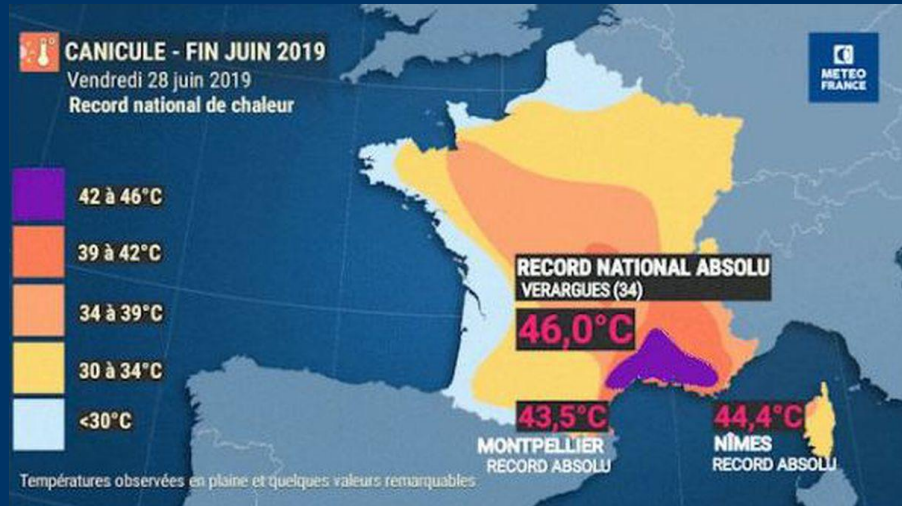 CANICULE - FIN JUIN 2019
Vendredi 28 juin 2019
Record national de chaleur
METEO
FRANCE
42 à 46°C
39 à 42°C
34 à 39°C
30 à 34°C
<30°C
RECORD NATIONAL ABSOLU
VERARGUES (34)
46,0°C
43,5°C
MONTPELLIER
RECORD ABSOLU
44,4°C
NÎMES
RECORD ABSOLU
Températures observées en plaine et quelques valeurs remarquables